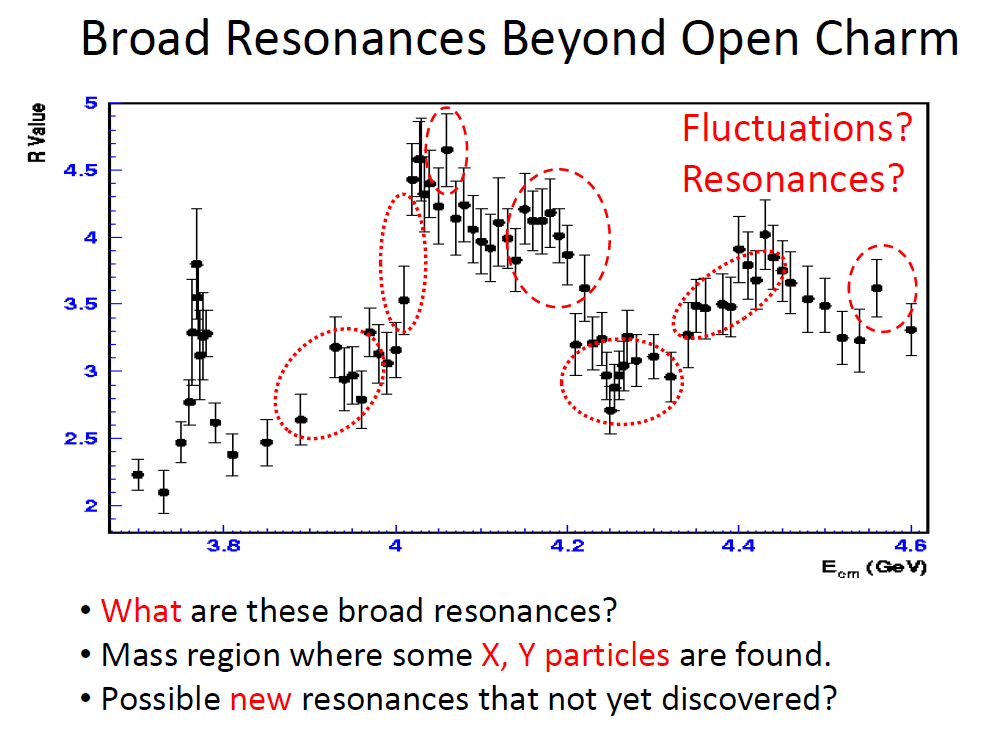 Broad Resonances Beyond Open Charm
R Value
5
4.5
4
3.5
3
2.5
2
Fluctuations?
Resonances?
3.8 4 4.2 4.4 4.6
E cm (GeV)
• What are these broad resonances?
• Mass region where some X, Y particles are found.
• Possible new resonances that not yet discovered?